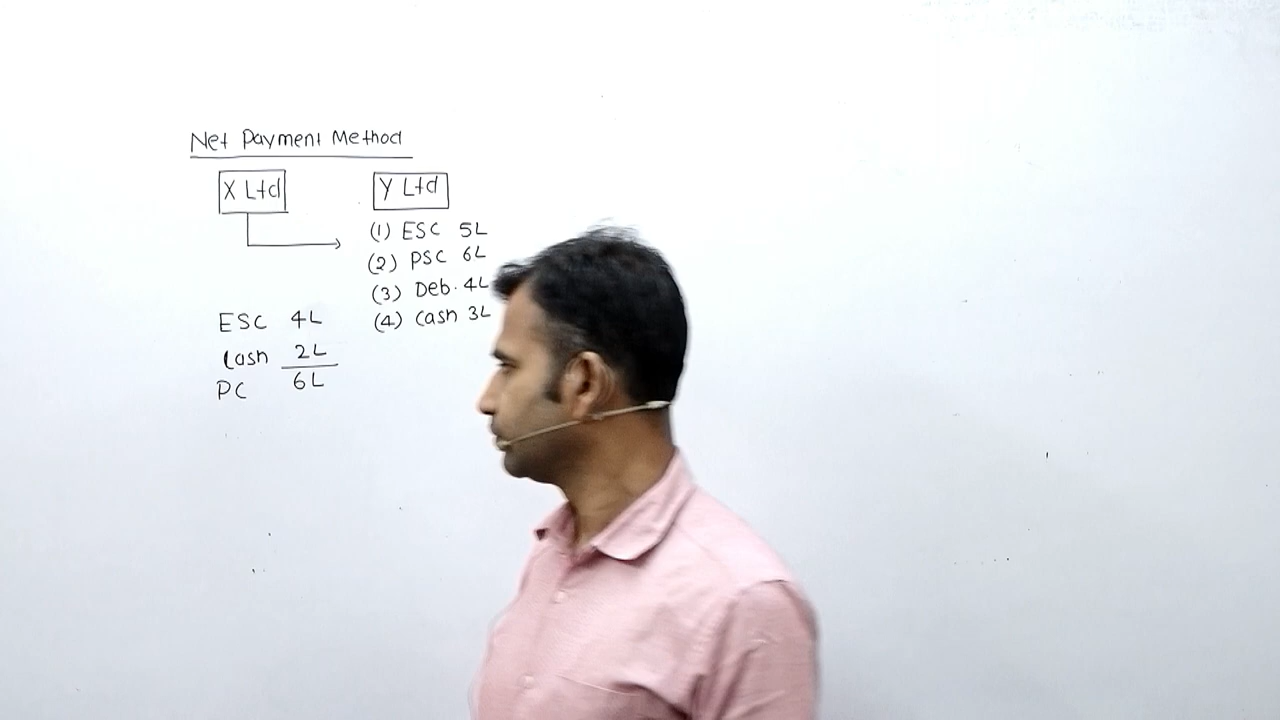 Net Payment Method
X Ltd
Y Ltd
(1) ESC 5L
(2) PSC 6L
(3) Deb. 4L
(4) Cash 3L
ESC 4L
Cash 2L
PC 6L